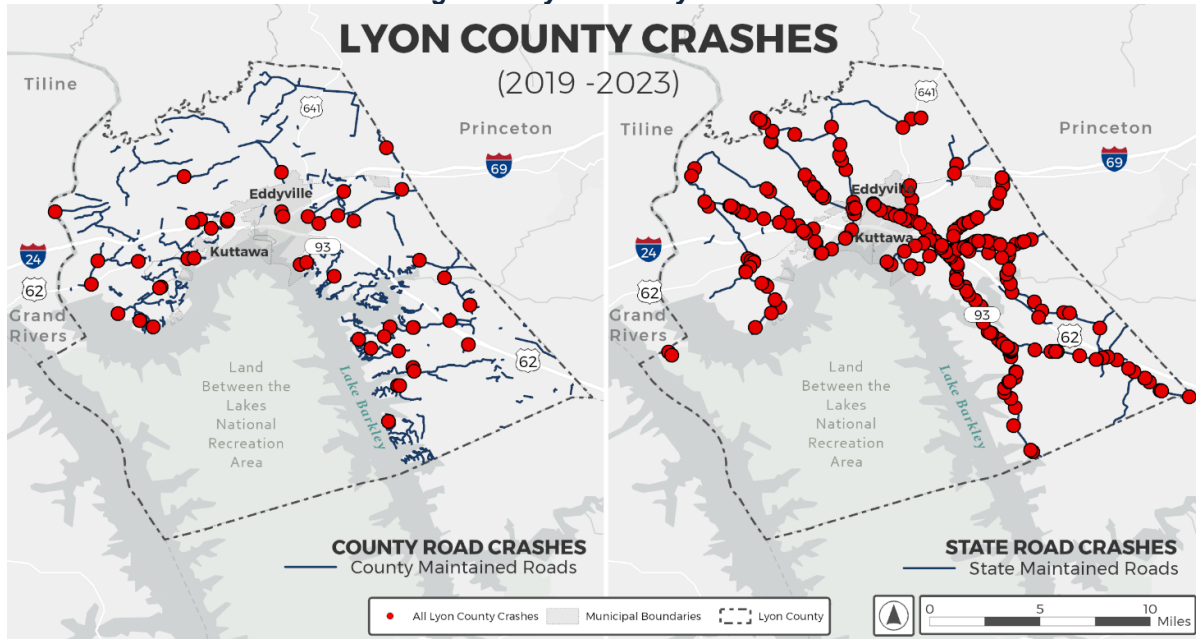 LYON COUNTY CRASHES
(2019 -2023)
Tiline
641
Princeton
69
Eddyville
93
Kuttawa
24
62
Grand
Rivers
62
Land
Between the
Lakes
National
Recreation
Area
Lake Barkley
COUNTY ROAD CRASHES
County Maintained Roads
Tiline
641
Princeton
69
Eddyville
Kuttawa
24
62
Grand
Rivers
93
62
Land
Between the
Lakes
National
Recreation
Area
Lake Barkley
STATE ROAD CRASHES
State Maintained Roads
All Lyon County Crashes
Municipal Boundaries
Lyon County
0 5 10
Miles